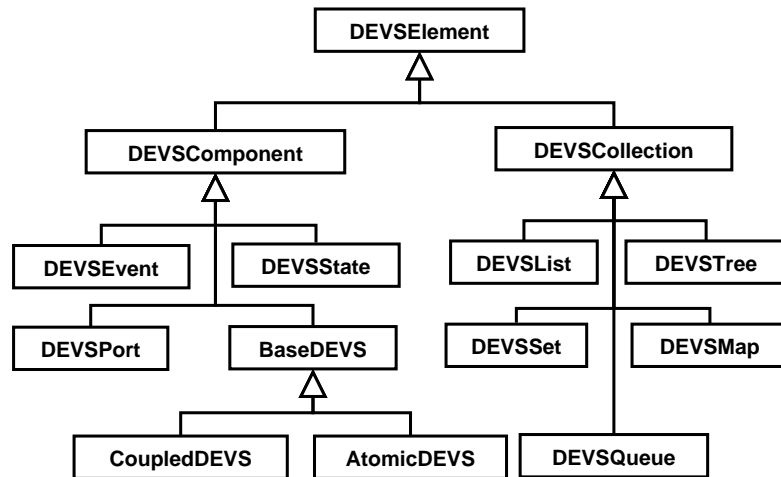 DEVSElement
DEVSComponent
DEVSCollection
DEVSEvent
DEVSState
DEVSList
DEVSTree
DEVSPort
BaseDEVS
DEVSSet
DEVSMap
CoupledDEVS
AtomicDEVS
DEVSQueue